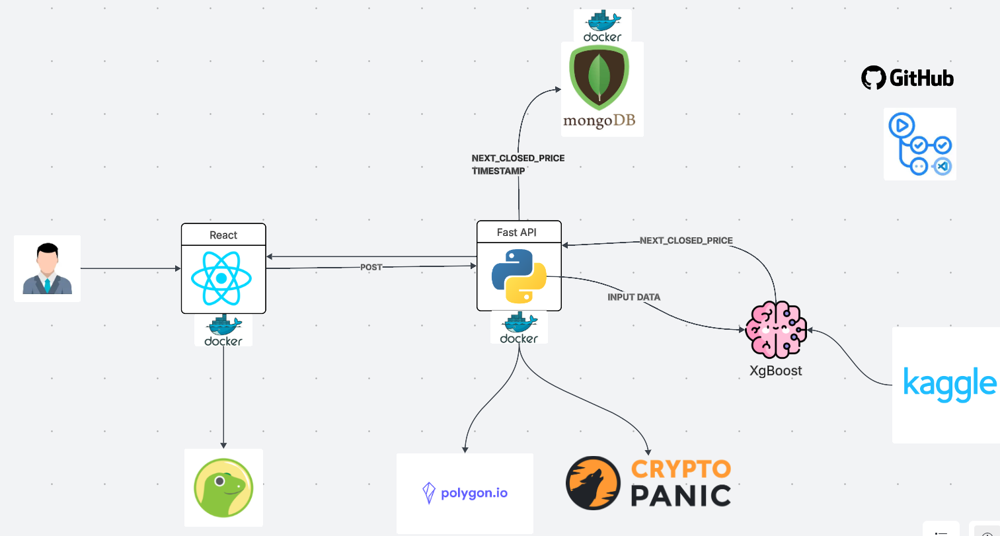 docker
mongoDB
GitHub
NEXT_CLOSED_PRICE
TIMESTAMP
React
Fast API
NEXT_CLOSED_PRICE
POST
INPUT DATA
docker
docker
XgBoost
kaggle
polygon.io
CRYPTO
PANIC